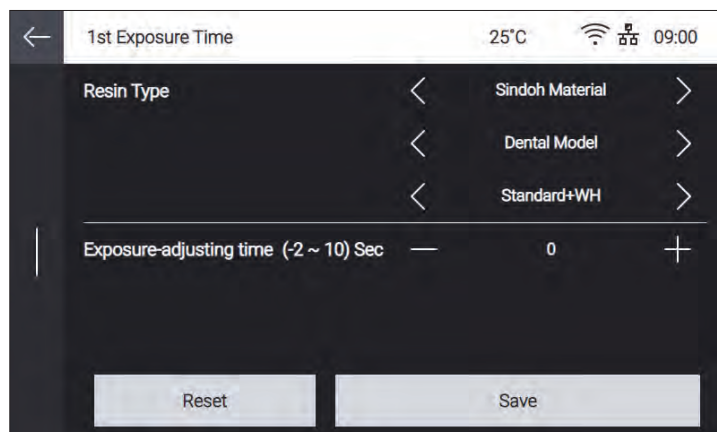 1st Exposure Time 25°C 09:00
Resin Type Sindoh Material
Dental Model
Standard+WH
Exposure-adjusting time (-2 ~ 10) Sec 0
Reset Save